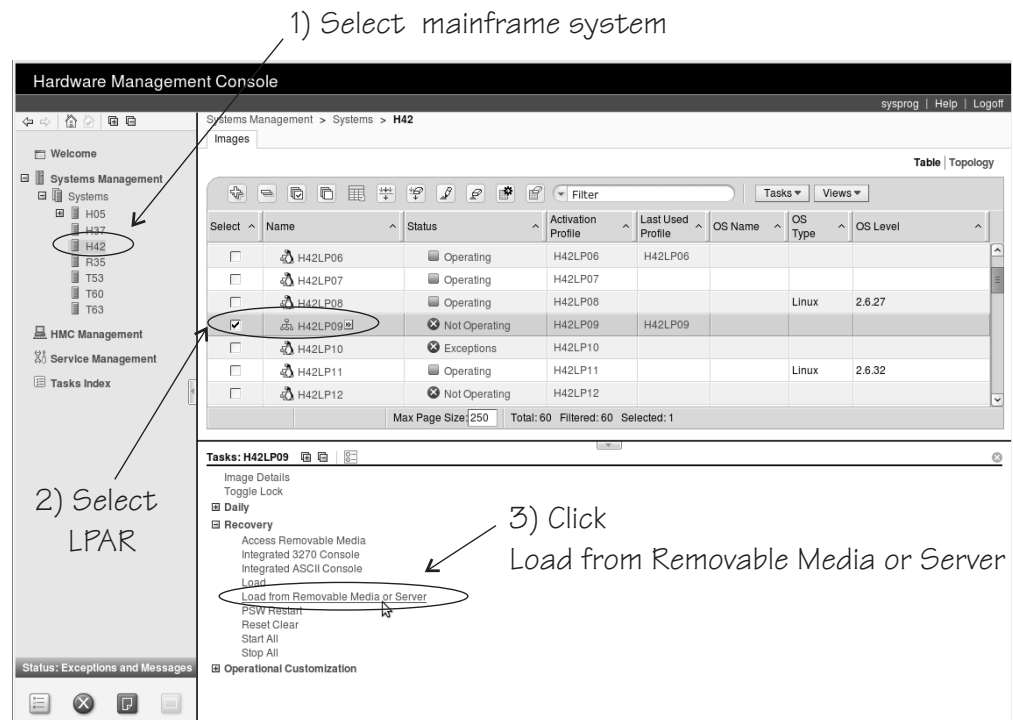 1) Select mainframe system
Hardware Management Console
sysprog | Help | Logoff
Systems Management > Systems > H42
Images
Welcome
Systems Management
Systems
H05
H37
H42
R35
T53
T60
T63
HMC Management
Service Management
Tasks Index
Table | Topology
Filter Tasks Views
Select Name Status Activation Profile Last Used Profile OS Name OS Type OS Level
H42LP06 Operating H42LP06 H42LP06
H42LP07 Operating H42LP07
H42LP08 Operating H42LP08 Linux 2.6.27
H42LP09 Not Operating H42LP09 H42LP09
H42LP10 Exceptions H42LP10
H42LP11 Operating H42LP11 Linux 2.6.32
H42LP12 Not Operating H42LP12
Max Page Size: 250 Total: 60 Filtered: 60 Selected: 1
2) Select
LPAR
Tasks: H42LP09
Image Details
Toggle Lock
Daily
Recovery
Access Removable Media
Integrated 3270 Console
Integrated ASCII Console
Load
Load from Removable Media or Server
PSW Restart
Reset Clear
Start All
Stop All
Operational Customization
3) Click
Load from Removable Media or Server
Status: Exceptions and Messages